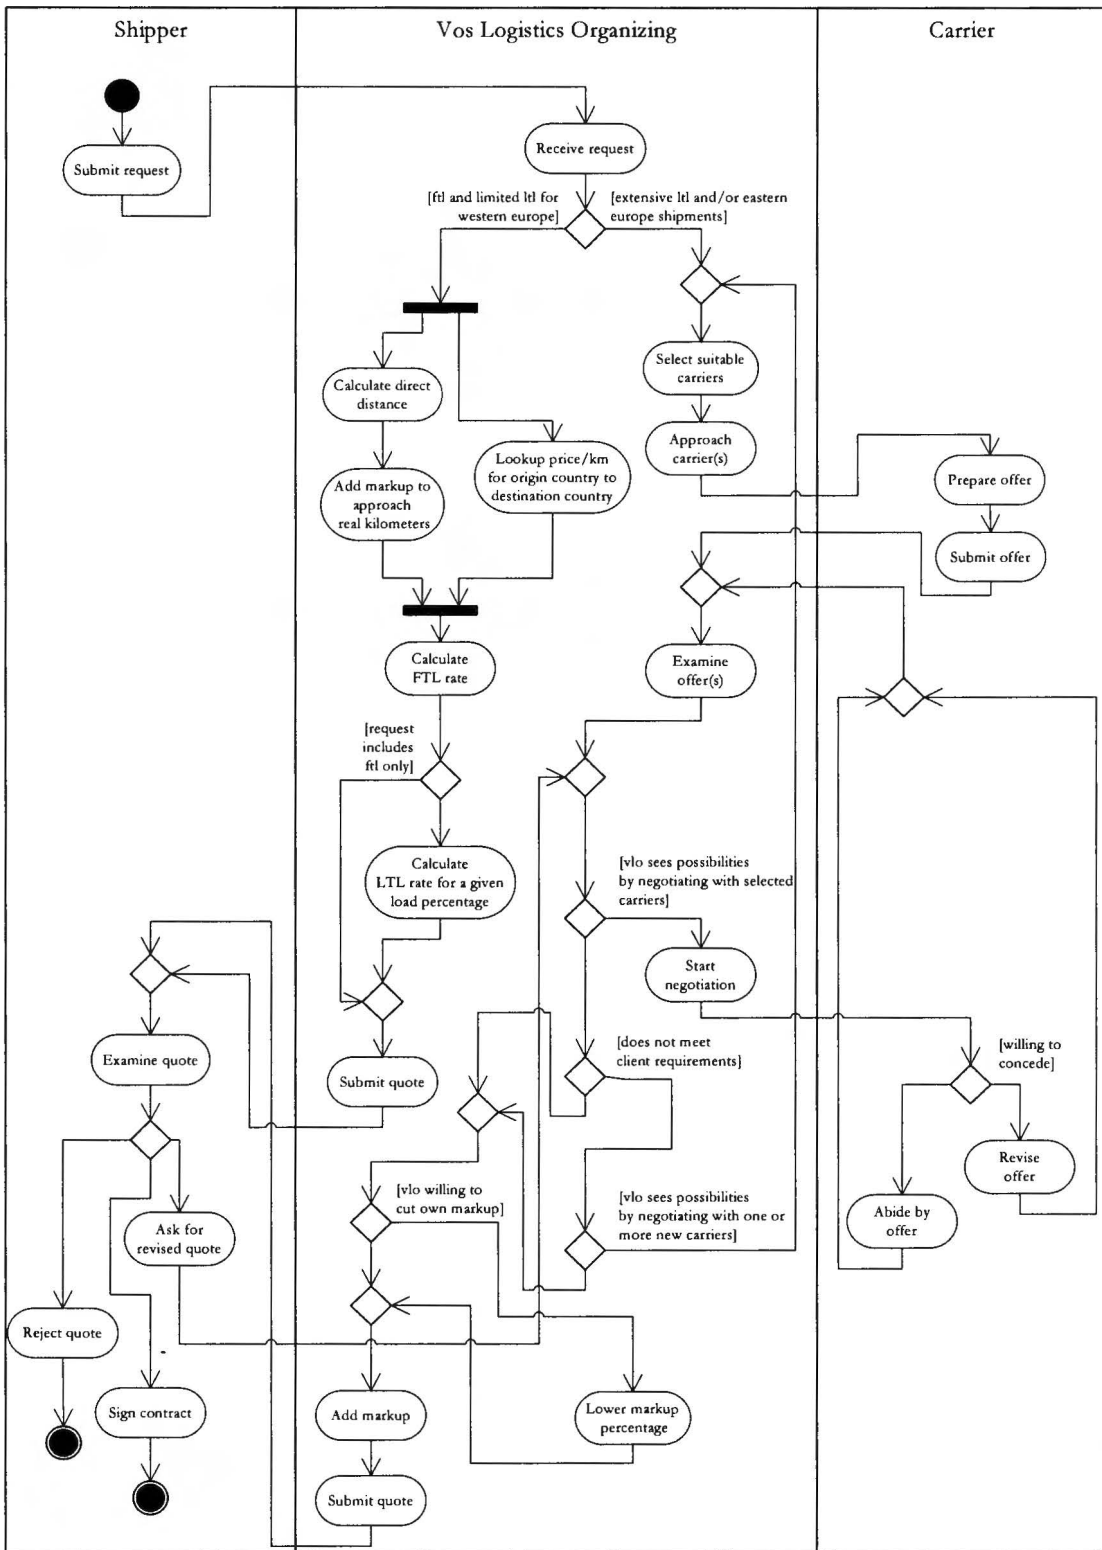 Shipper
Vos Logistics Organizing
Carrier
Submit request
Receive request
[ftl and limited ltl for
western europe]
[extensive ltl and/or eastern
europe shipments]
Select suitable
carriers
Calculate direct
distance
Approach
carrier(s)
Lookup price/km
for origin country to
destination country
Add markup to
approach
real kilometers
Prepare offer
Submit offer
Calculate
FTL rate
Examine
offer(s)
[request
includes
ftl only]
Calculate
LTL rate for a given
load percentage
[vlo sees possibilities
by negotiating with selected
carriers]
Start
negotiation
Examine quote
Submit quote
[does not meet
client requirements]
[willing to
concede]
Revise
offer
Abide by
offer
Ask for
revised quote
[vlo willing to
cut own markup]
[vlo sees possibilities
by negotiating with one or
more new carriers]
Reject quote
Sign contract
Add markup
Lower markup
percentage
Submit quote